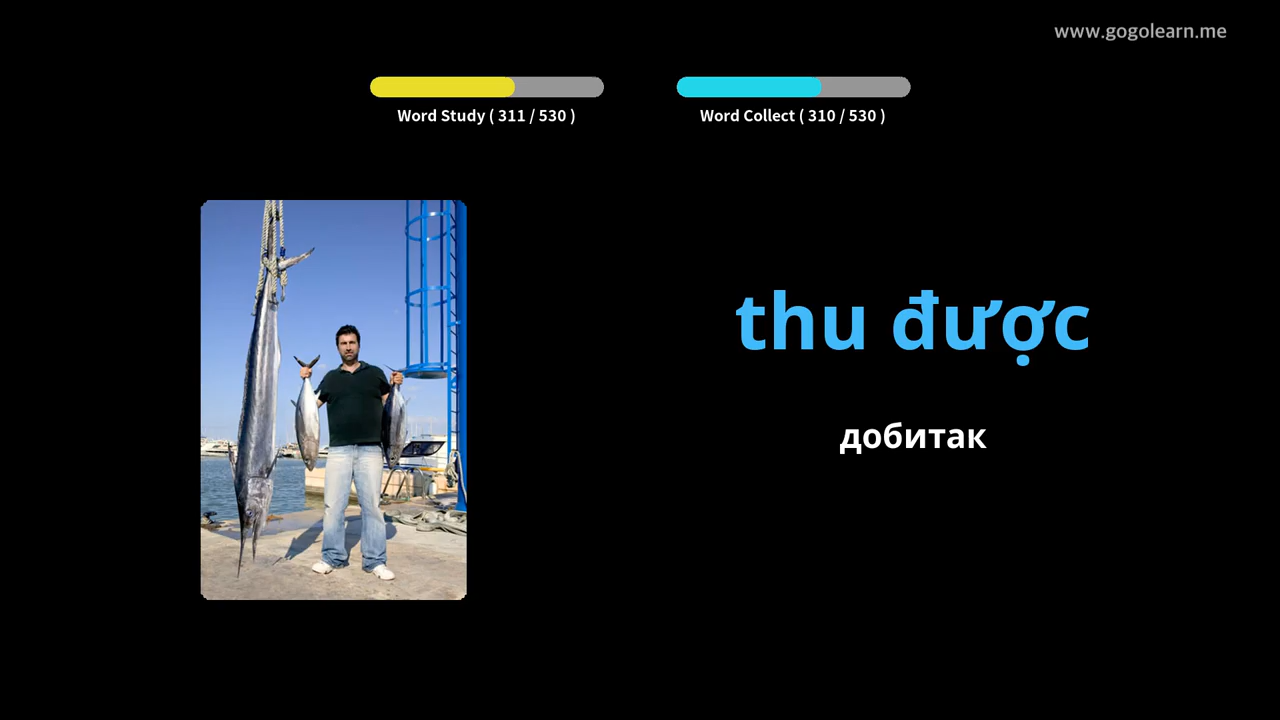 www.gogolearn.me
Word Study ( 311 / 530 )
Word Collect ( 310 / 530 )
thu được
добитак